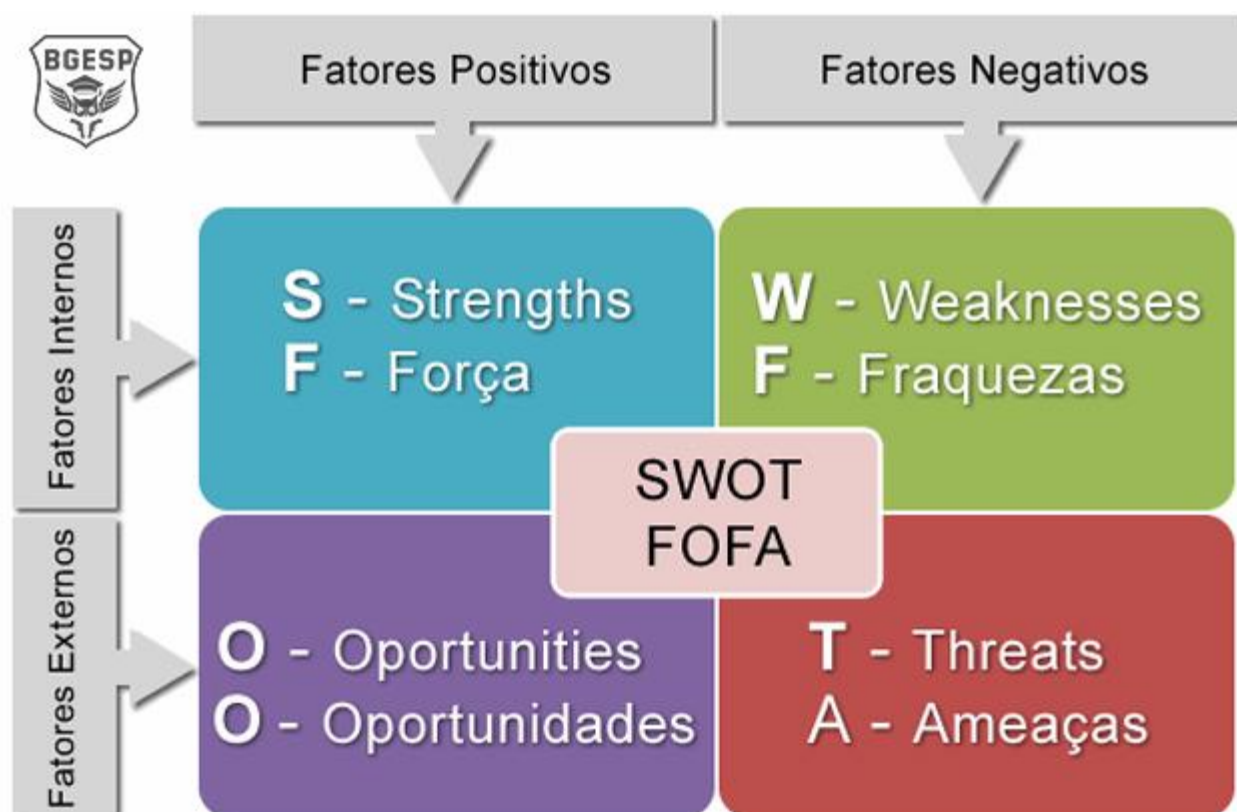 BGESP
Fatores Positivos
Fatores Negativos
Fatores Internos
S - Strengths
F - Força
W - Weaknesses
F - Fraquezas
SWOT
FOFA
Fatores Externos
O - Oportunities
O - Oportunidades
T - Threats
A - Ameaças